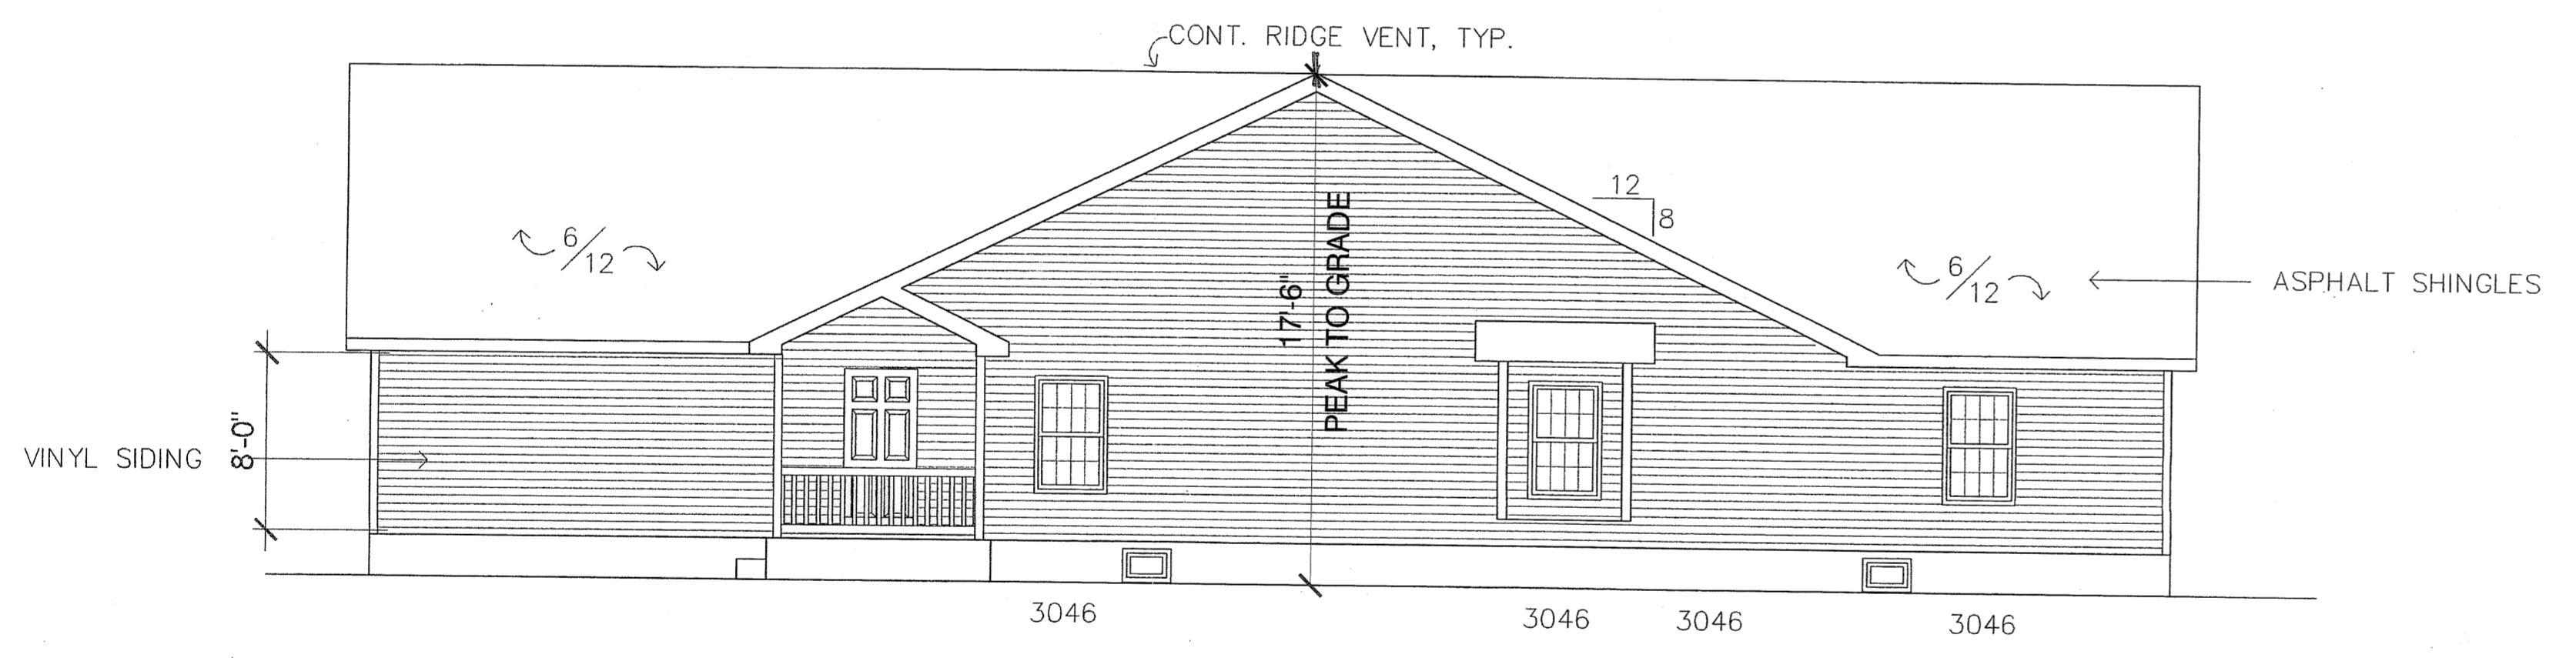 CONT. RIDGE VENT, TYP.
12
8
6/12
6/12
ASPHALT SHINGLES
17'-6"
PEAK TO GRADE
VINYL SIDING
8'-0"
3046
3046
3046
3046